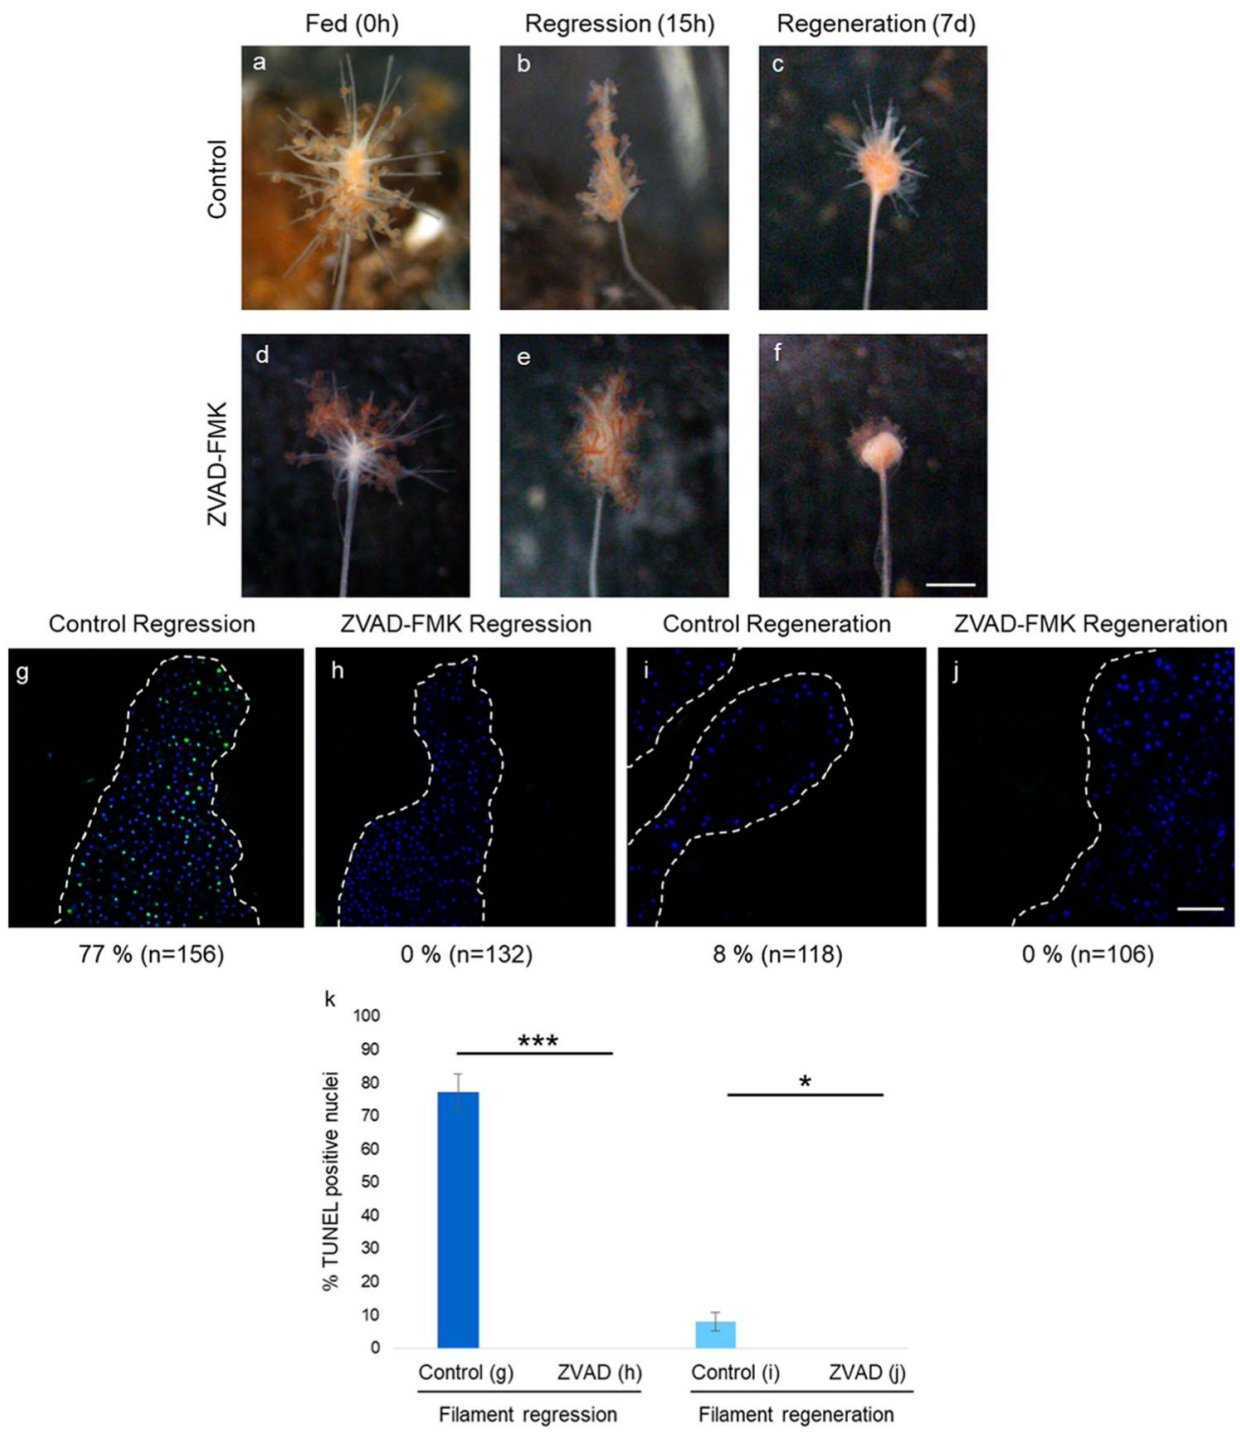 Fed (0h) Regression (15h) Regeneration (7d)
Control
a b c
ZVAD-FMK
d e f
Control Regression ZVAD-FMK Regression Control Regeneration ZVAD-FMK Regeneration
g h i j
77 % (n=156) 0 % (n=132) 8 % (n=118) 0 % (n=106)
k
% TUNEL positive nuclei
100
90
80
70
60
50
40
30
20
10
0
***
*
Control (g) ZVAD (h) Control (i) ZVAD (j)
Filament regression Filament regeneration